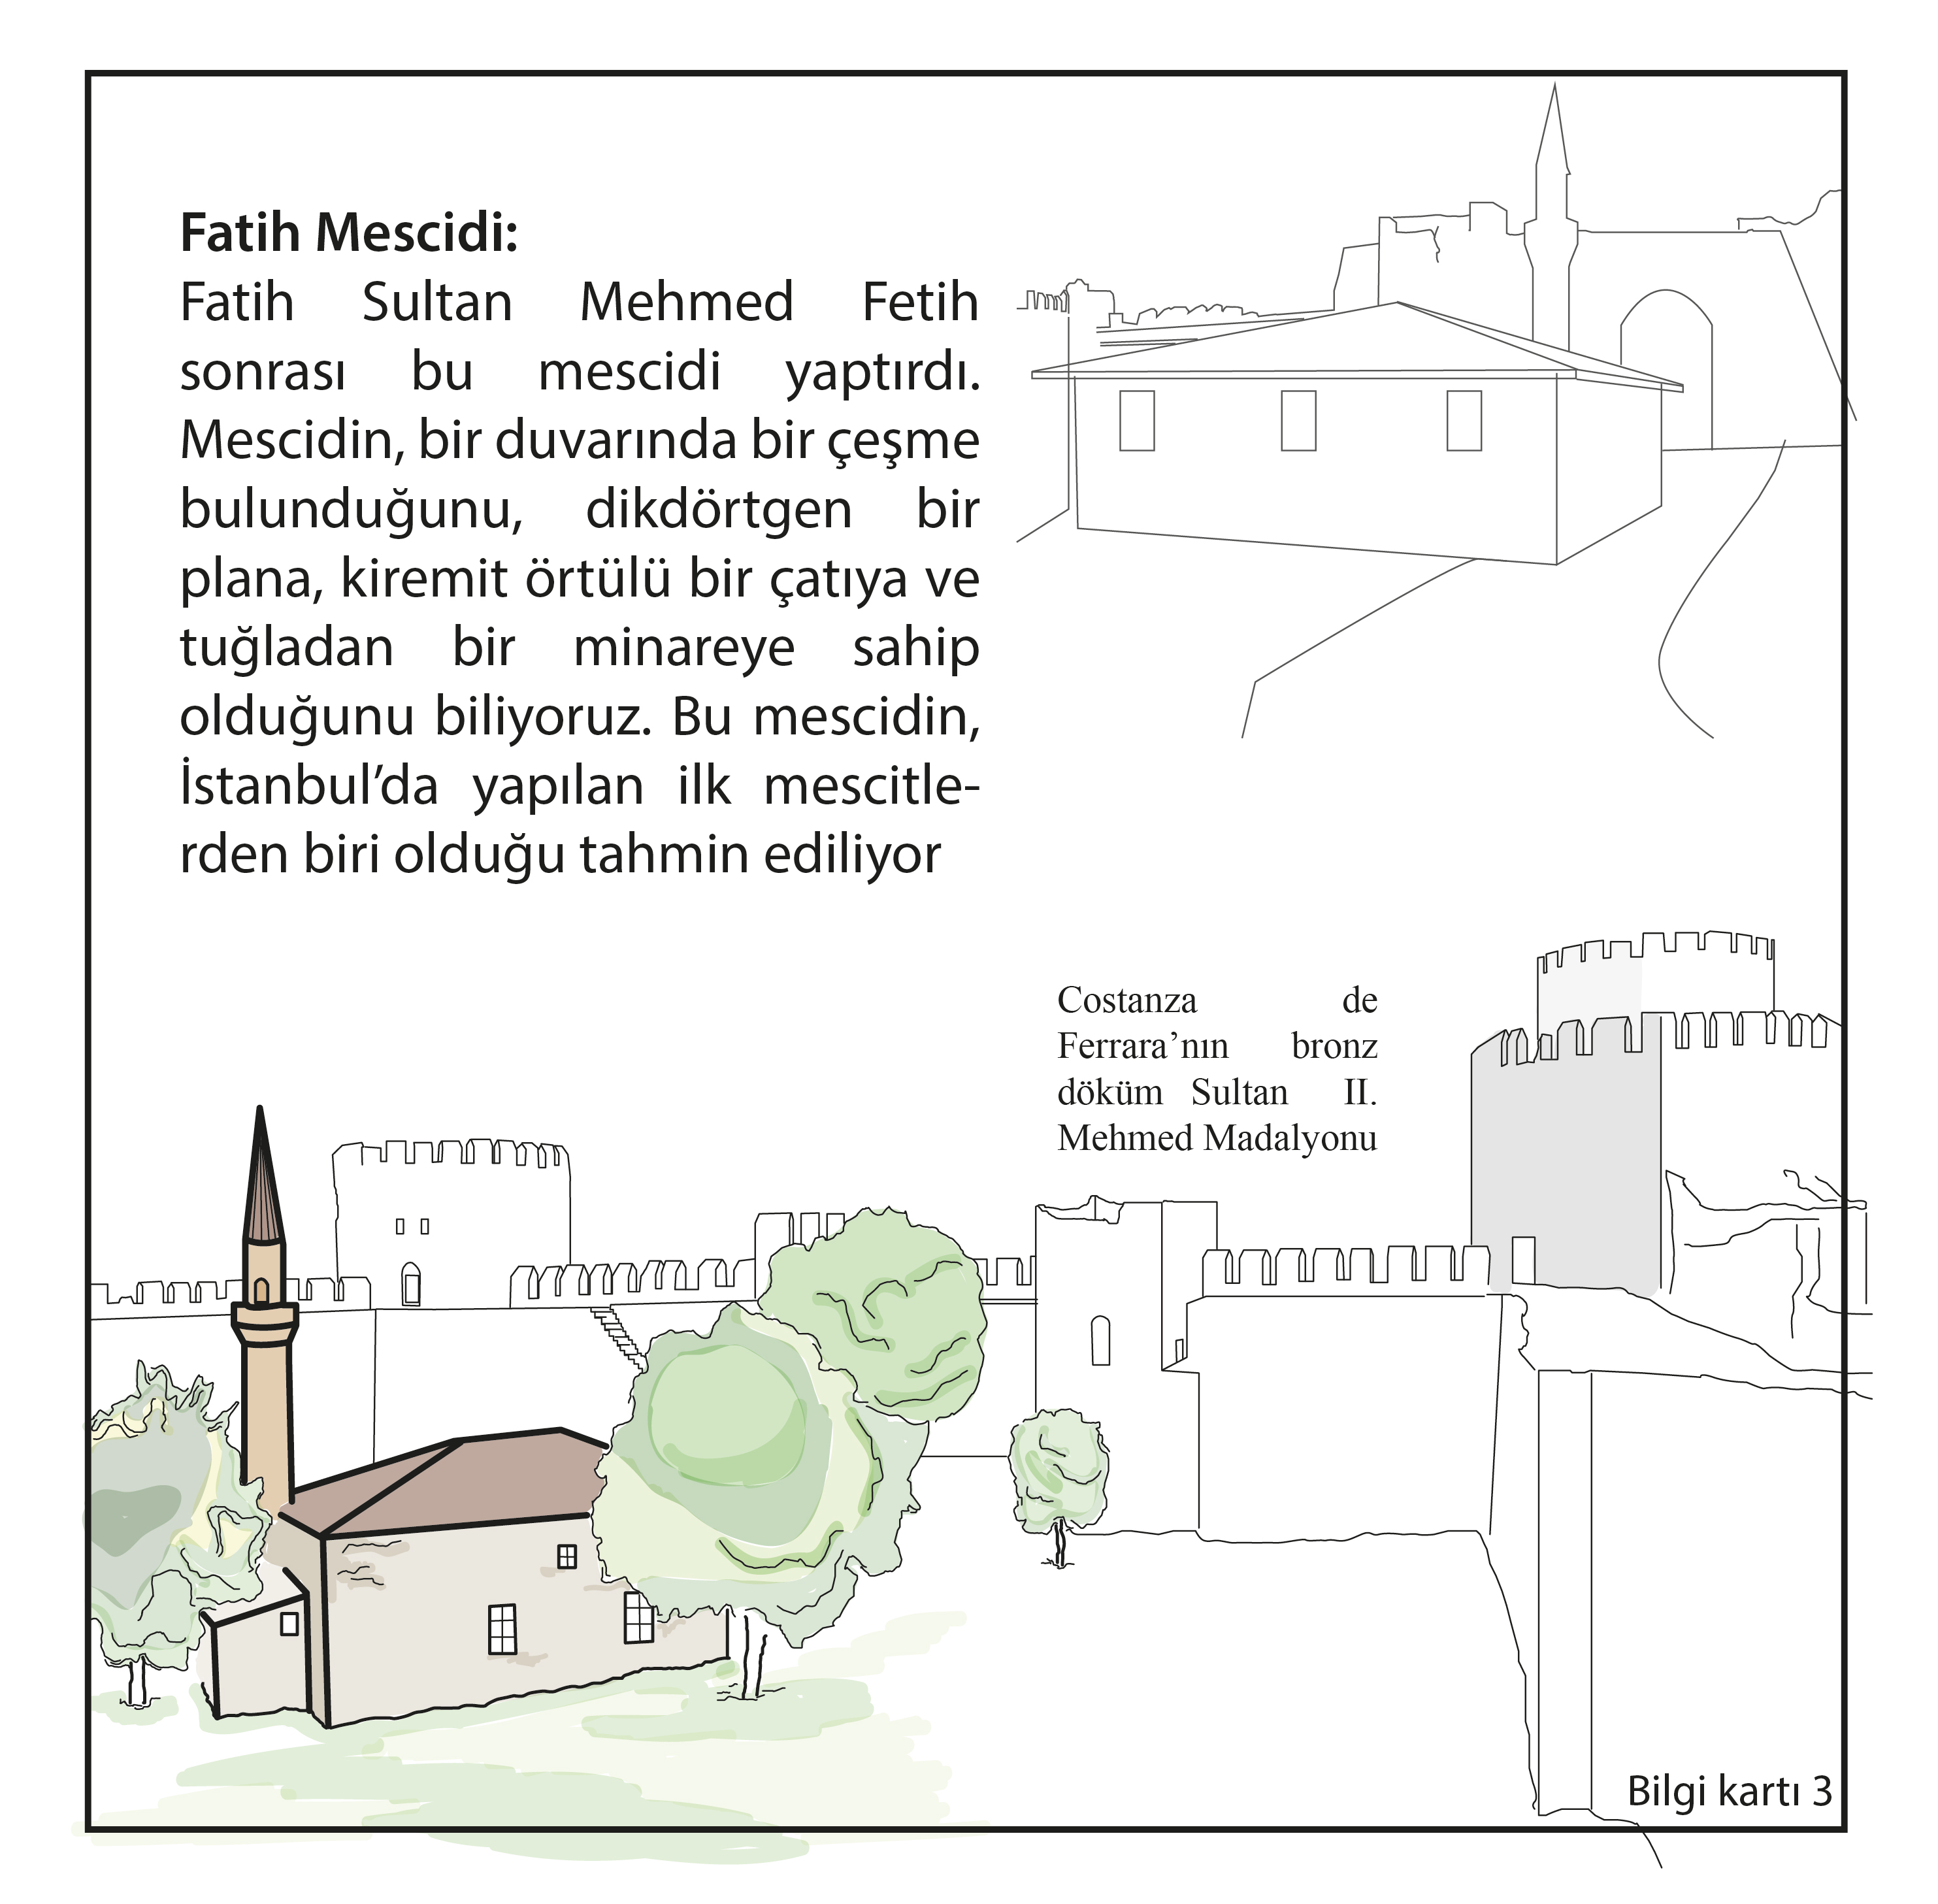 Fatih Mescidi:
Fatih Sultan Mehmed Fetih
sonrası bu mescidi yaptırdı.
Mescidin, bir duvarında bir çeşme
bulunduğunu, dikdörtgen bir
plana, kiremit örtülü bir çatıya ve
tuğladan bir minareye sahip
olduğunu biliyoruz. Bu mescidin,
İstanbul’da yapılan ilk mescitle-
rden biri olduğu tahmin ediliyor
Costanza de
Ferrara’nın bronz
döküm Sultan II.
Mehmed Madalyonu
Bilgi kartı 3